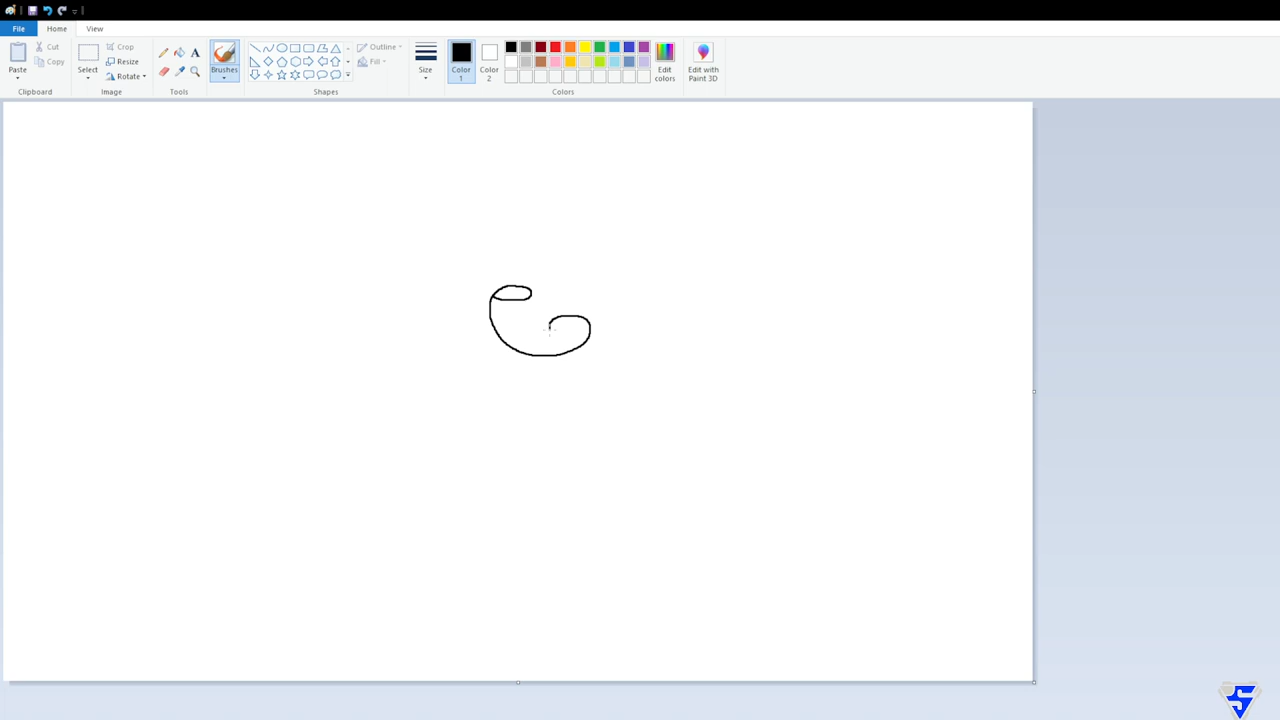 File Home View
Paste
Cut
Copy
Clipboard
Select
Crop
Resize
Rotate
Image
A
Tools
Brushes
Outline
Fill
Shapes
Size
Color
1
Color
2
Edit
colors
Colors
Edit with
Paint 3D
S